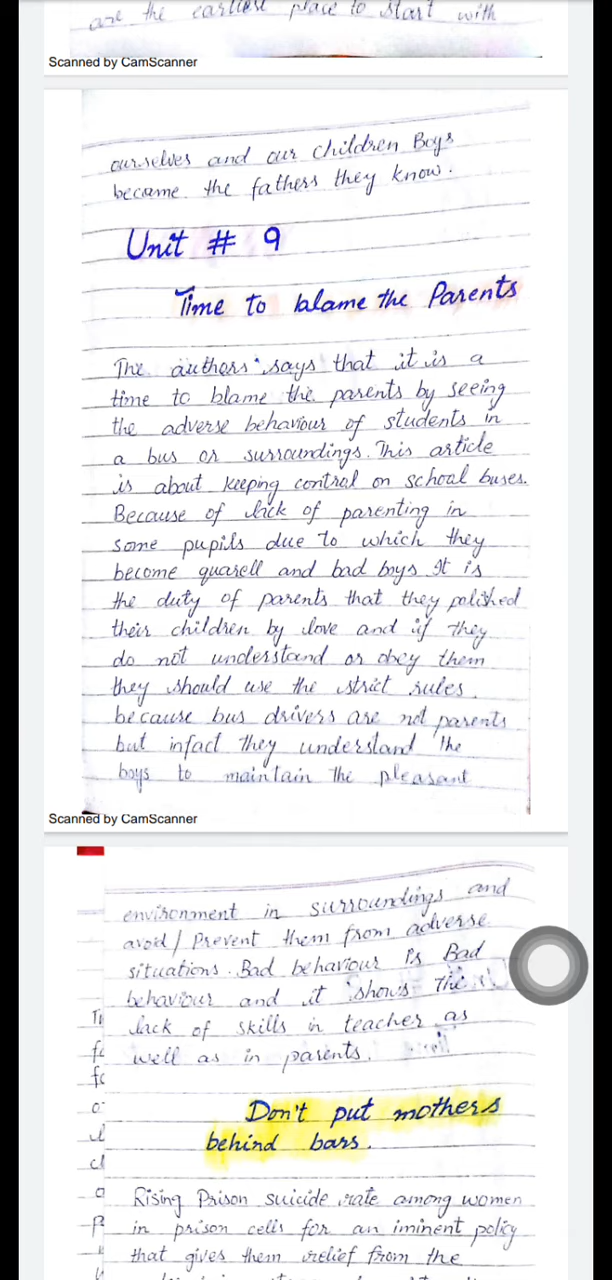 are the earliest place to start with
Scanned by CamScanner
ourselves and our children Boys
become the fathers they know.
Unit # 9
Time to blame the Parents
The authors says that it is a
time to blame the parents by seeing
the adverse behaviour of students in
a bus or surroundings. This article
is about keeping control on school buses.
Because of lack of parenting in
some pupils due to which they
become quarell and bad boys It is
the duty of parents that they polished
their children by love and if they
do not understand or obey them
they should use the strict rules.
because bus drivers are not parents
but infact they understand the
boys to maintain the pleasant
Scanned by CamScanner
environment in surroundings and
avoid / Prevent them from adverse
situations. Bad behaviour is Bad
behaviour and it shows the
lack of skills in teacher as
well as in parents.
Don't put mothers
behind bars.
Rising Prison suicide rate among women
in prison cells for an iminent policy
that gives them relief from the